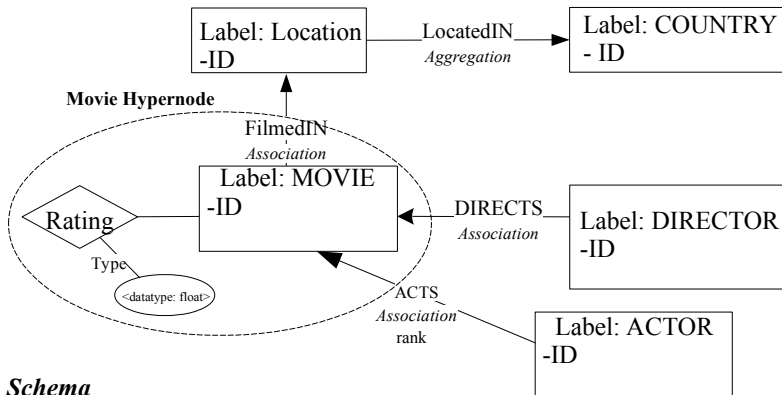 Label: Location
-ID
LocatedIN
Aggregation
Label: COUNTRY
- ID
Movie Hypernode
FilmedIN
Association
Label: MOVIE
-ID
Rating
Type
<datatype: float>
DIRECTS
Association
Label: DIRECTOR
-ID
ACTS
Association
rank
Label: ACTOR
-ID
Schema